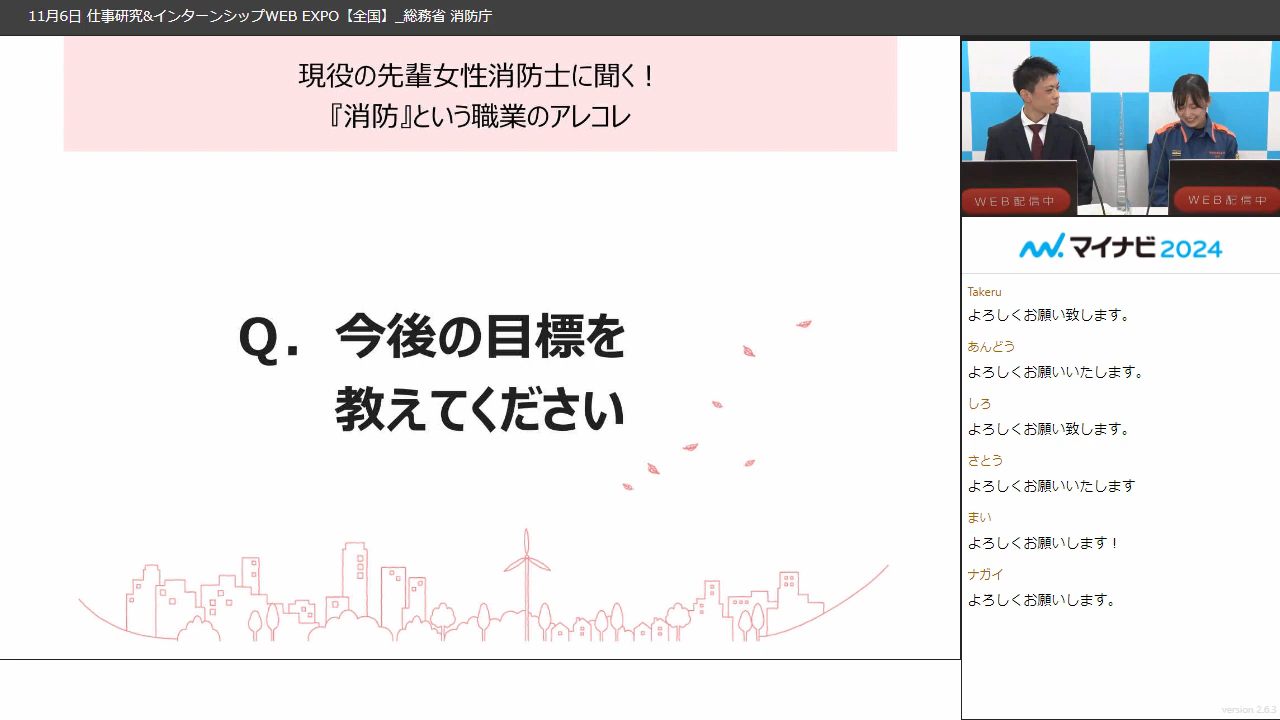 11月6日 仕事研究&インターンシップWEB EXPO【全国】_総務省 消防庁
現役の先輩女性消防士に聞く！
『消防』という職業のアレコレ
Q. 今後の目標を
教えてください
WEB配信中
WEB配信中
マイナビ2024
Takeru
よろしくお願い致します。
あんどう
よろしくお願いいたします。
しろ
よろしくお願い致します。
さとう
よろしくお願いいたします
まい
よろしくお願いします！
ナガイ
よろしくお願いします。
version 2.6.3